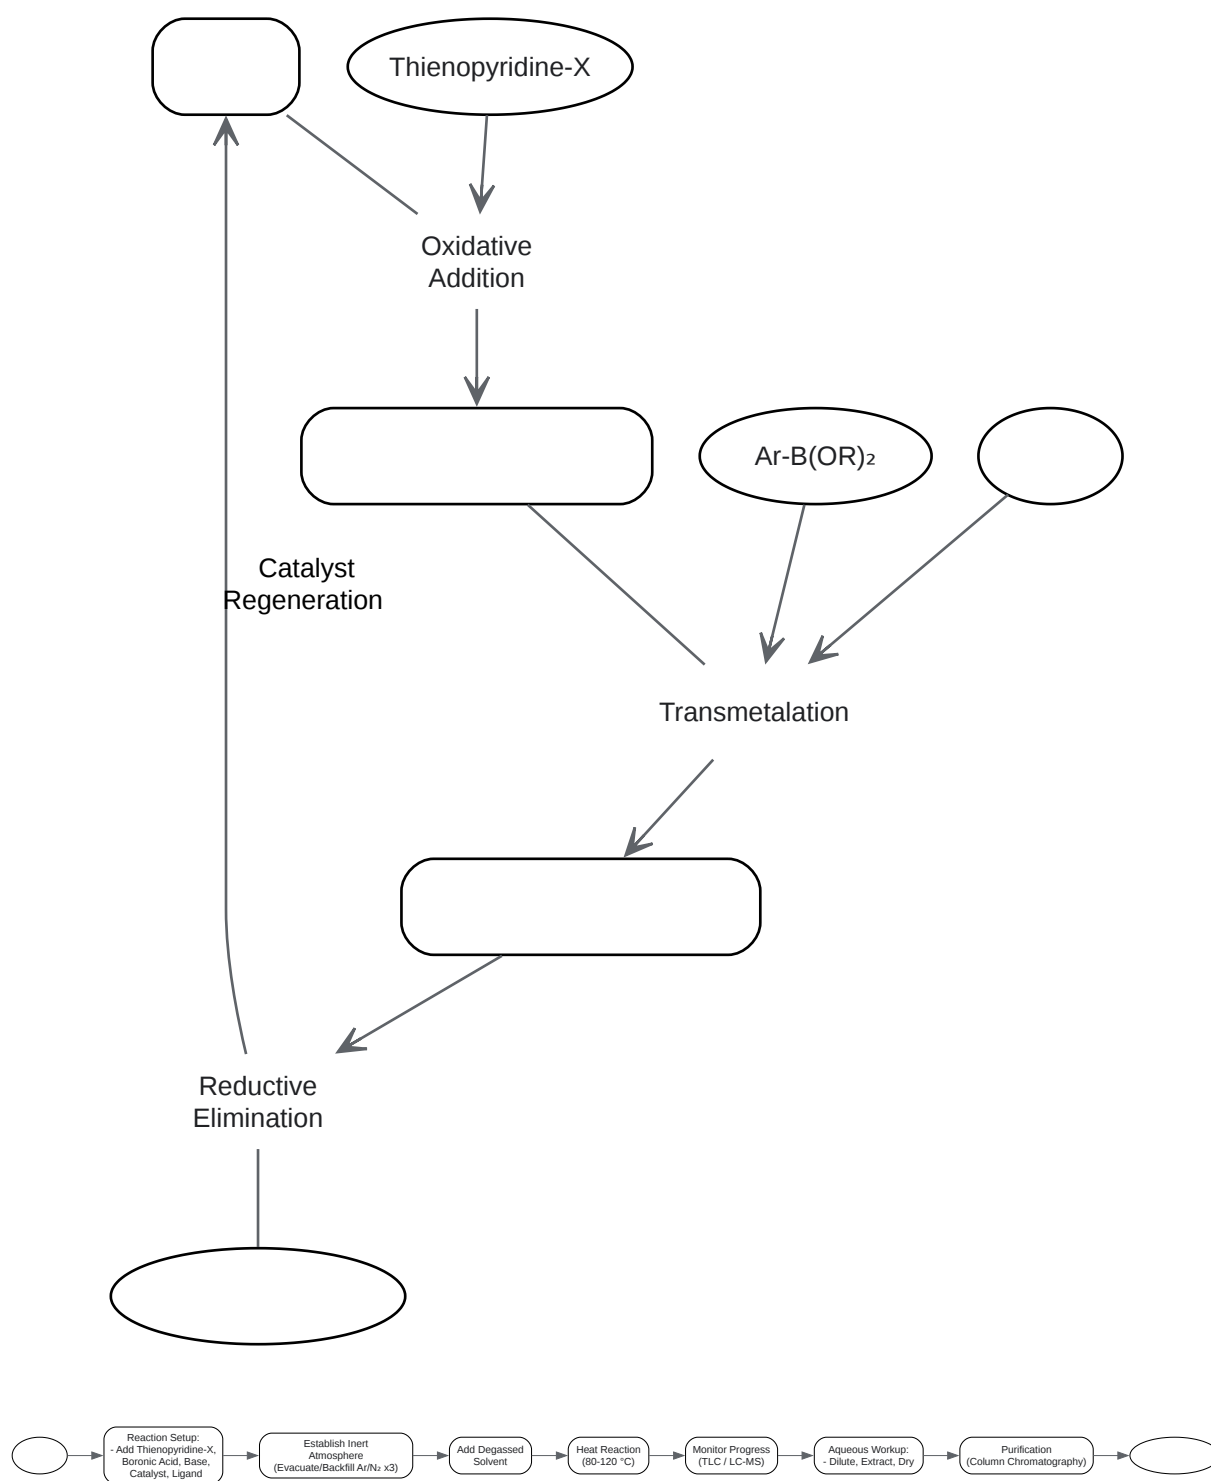 Thienopyridine-X
Oxidative
Addition
Ar-B(OR)₂
Catalyst
Regeneration
Transmetalation
Reductive
Elimination
Reaction Setup:
- Add Thienopyridine-X,
Boronic Acid, Base,
Catalyst, Ligand
Establish Inert
Atmosphere
(Evacuate/Backfill Ar/N₂ x3)
Add Degassed
Solvent
Heat Reaction
(80-120 °C)
Monitor Progress
(TLC / LC-MS)
Aqueous Workup:
- Dilute, Extract, Dry
Purification
(Column Chromatography)